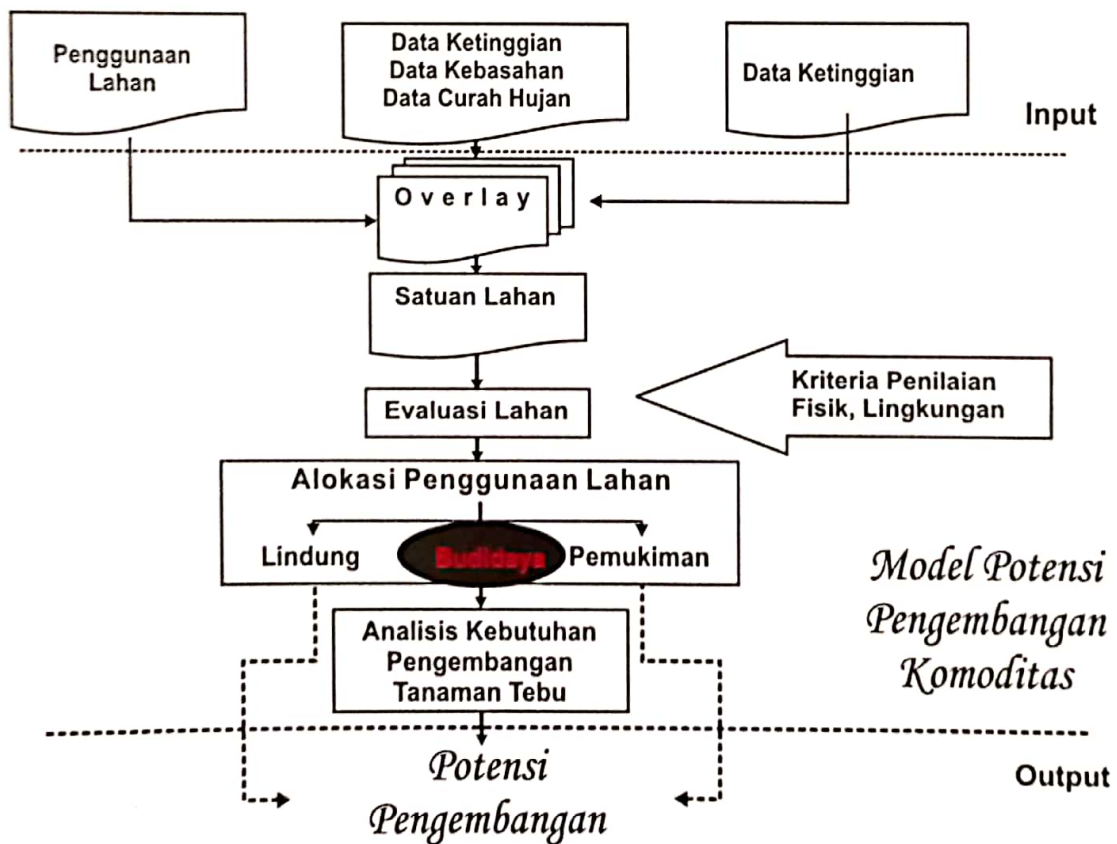 Penggunaan
Lahan
Data Ketinggian
Data Kebasahan
Data Curah Hujan
Data Ketinggian
Input
Overlay
Satuan Lahan
Kriteria Penilaian
Fisik, Lingkungan
Evaluasi Lahan
Alokasi Penggunaan Lahan
Lindung
Budidaya
Pemukiman
Model Potensi
Pengembangan
Komoditas
Analisis Kebutuhan
Pengembangan
Tanaman Tebu
Output
Potensi
Pengembangan